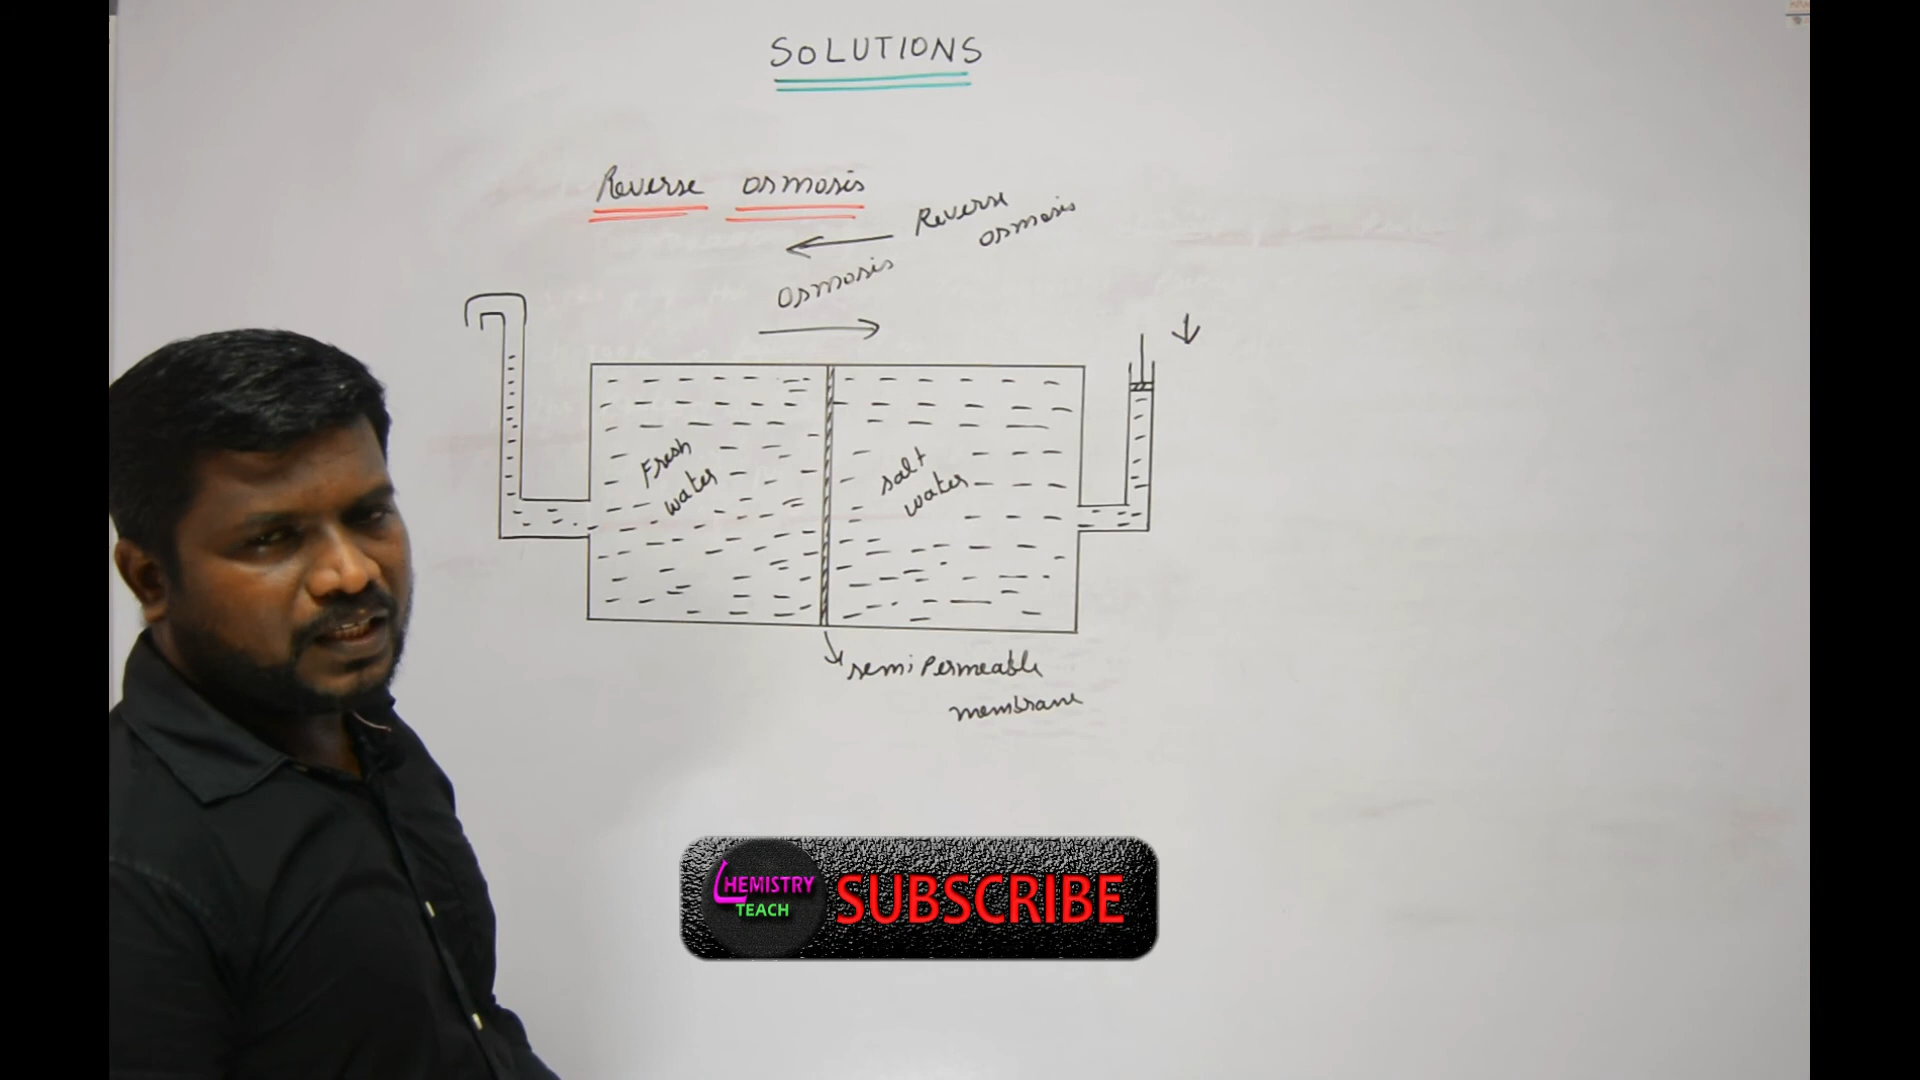 SOLUTIONS
Reverse osmosis
Reverse
osmosis
osmosis
Fresh
water
salt
water
semi Permeable
membrane
CHEMISTRY
TEACH
SUBSCRIBE